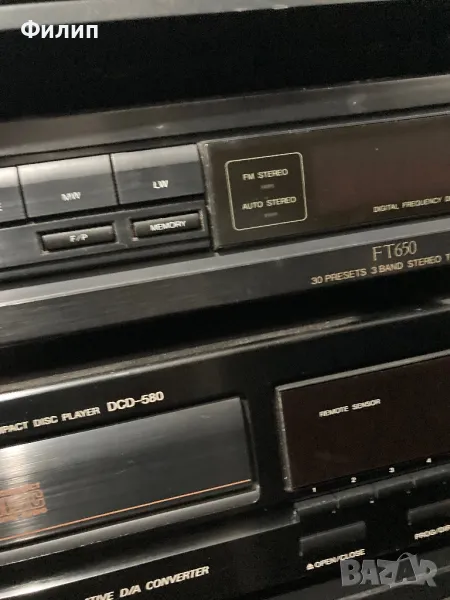 Филип
MW
LW
F/P
MEMORY
FM STEREO
AUTO STEREO
DIGITAL FREQUENCY
FT650
30 PRESETS 3 BAND STEREO
DISC PLAYER DCD-580
REMOTE SENSOR
1 2 3 4
OPEN/CLOSE
D/A CONVERTER
BAZAR